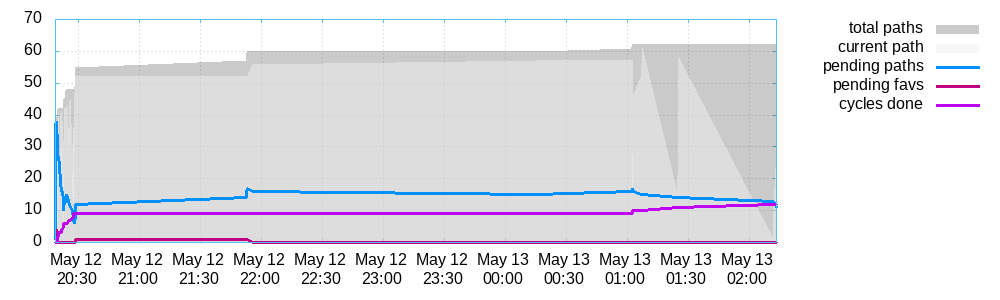 70
60
50
40
30
20
10
0
total paths
current path
pending paths
pending favs
cycles done
May 12 May 12 May 12 May 12 May 12 May 12 May 12 May 13 May 13 May 13 May 13 May 13
20:30 21:00 21:30 22:00 22:30 23:00 23:30 00:00 00:30 01:00 01:30 02:00